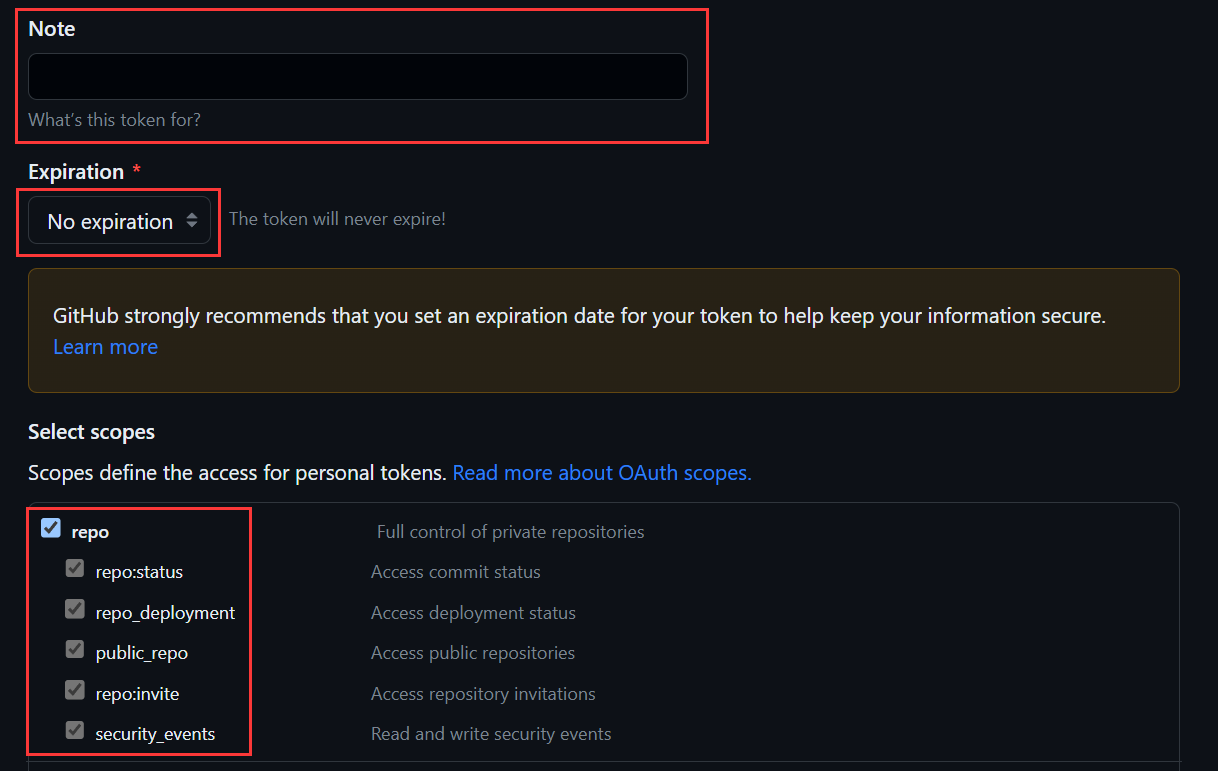 Note
What's this token for?
Expiration *
No expiration The token will never expire!
GitHub strongly recommends that you set an expiration date for your token to help keep your information secure.
Learn more
Select scopes
Scopes define the access for personal tokens. Read more about OAuth scopes.
repo Full control of private repositories
repo:status Access commit status
repo_deployment Access deployment status
public_repo Access public repositories
repo:invite Access repository invitations
security_events Read and write security events